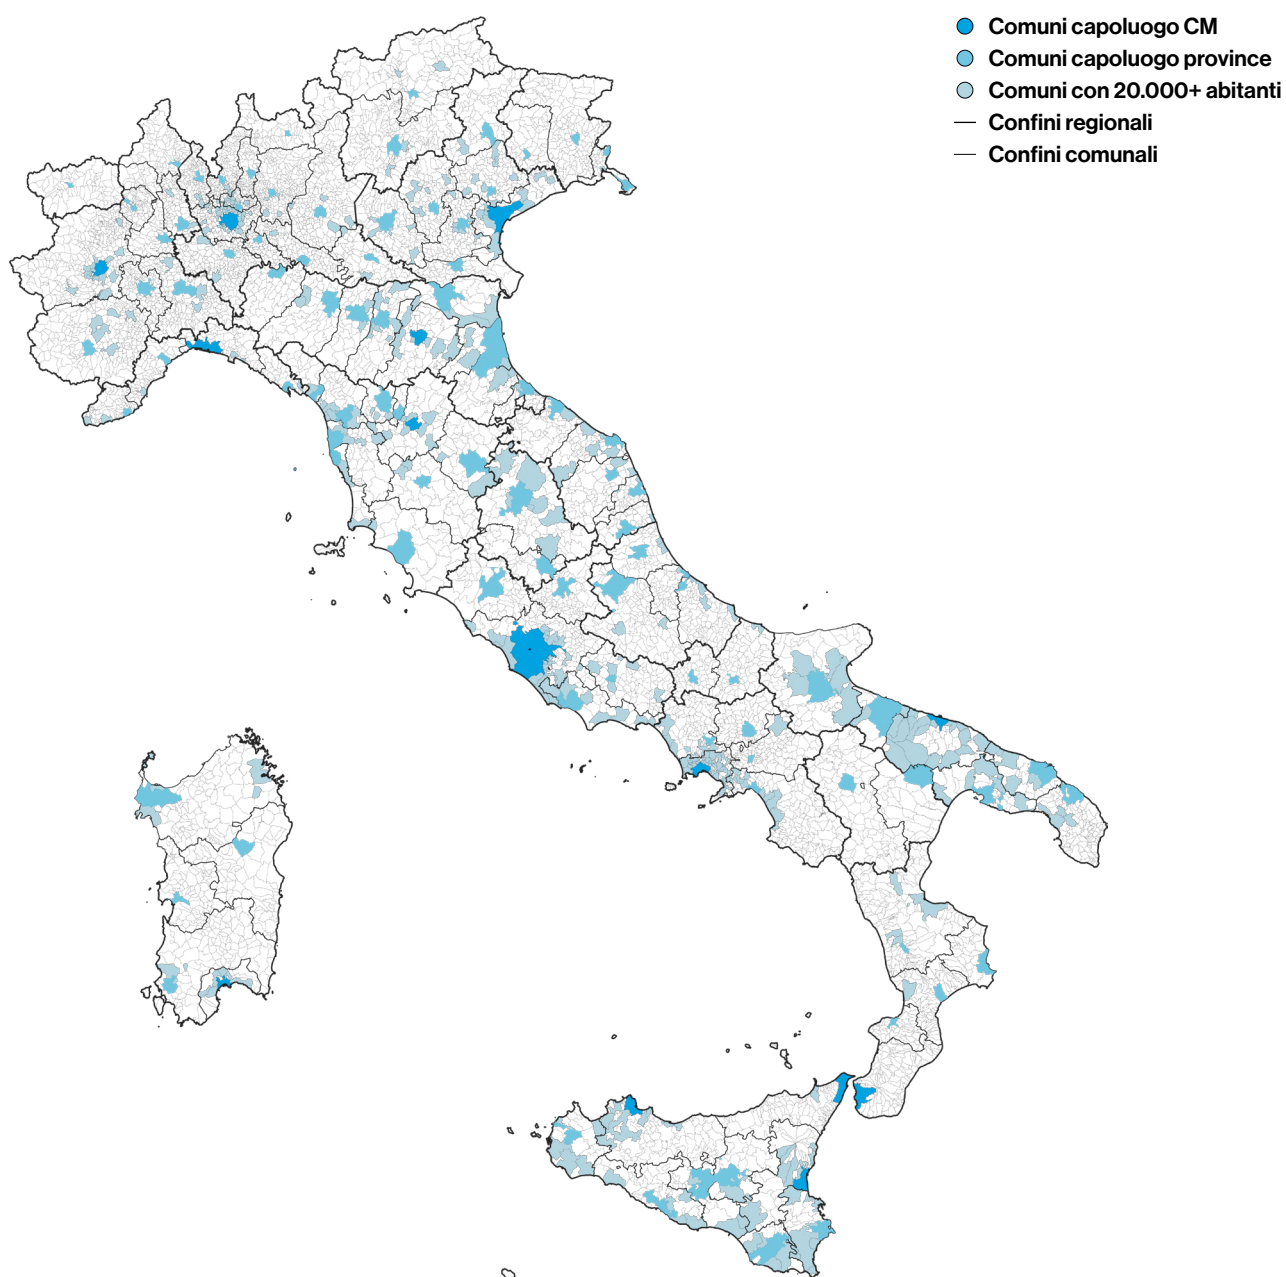 Comuni capoluogo CM
Comuni capoluogo province
Comuni con 20.000+ abitanti
Confini regionali
Confini comunali